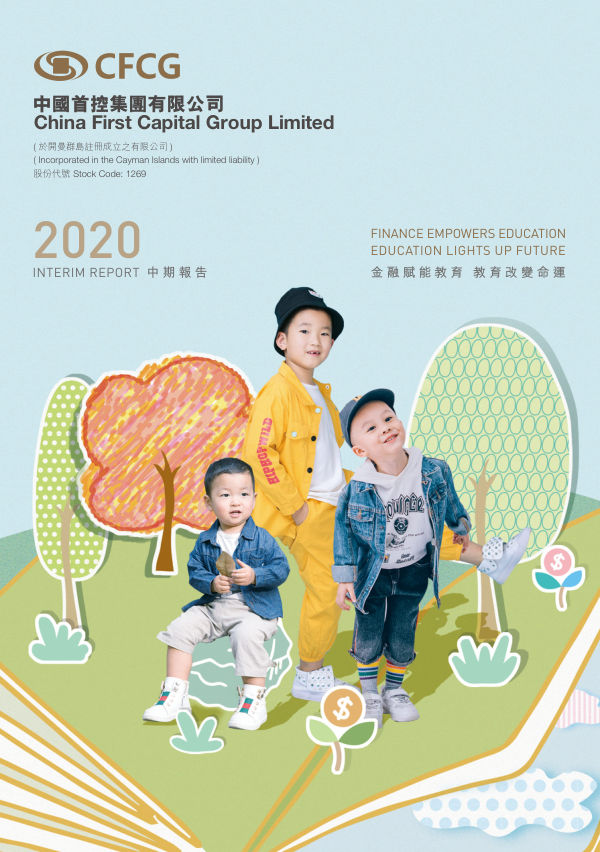 CFCG
中國首控集團有限公司
China First Capital Group Limited
( 於開曼群島註冊成立之有限公司 )
( Incorporated in the Cayman Islands with limited liability )
股份代號 Stock Code: 1269
2020
INTERIM REPORT 中期報告
FINANCE EMPOWERS EDUCATION
EDUCATION LIGHTS UP FUTURE
金融賦能教育 教育改變命運
$
$